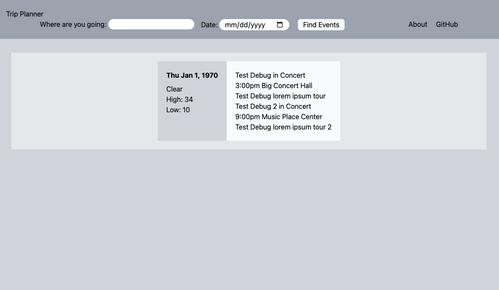 Trip Planner
Where are you going:
Date: mm/dd/yyyy
Find Events
About
GitHub
Thu Jan 1, 1970
Clear
High: 34
Low: 10
Test Debug in Concert
3:00pm Big Concert Hall
Test Debug lorem ipsum tour
Test Debug 2 in Concert
9:00pm Music Place Center
Test Debug lorem ipsum tour 2